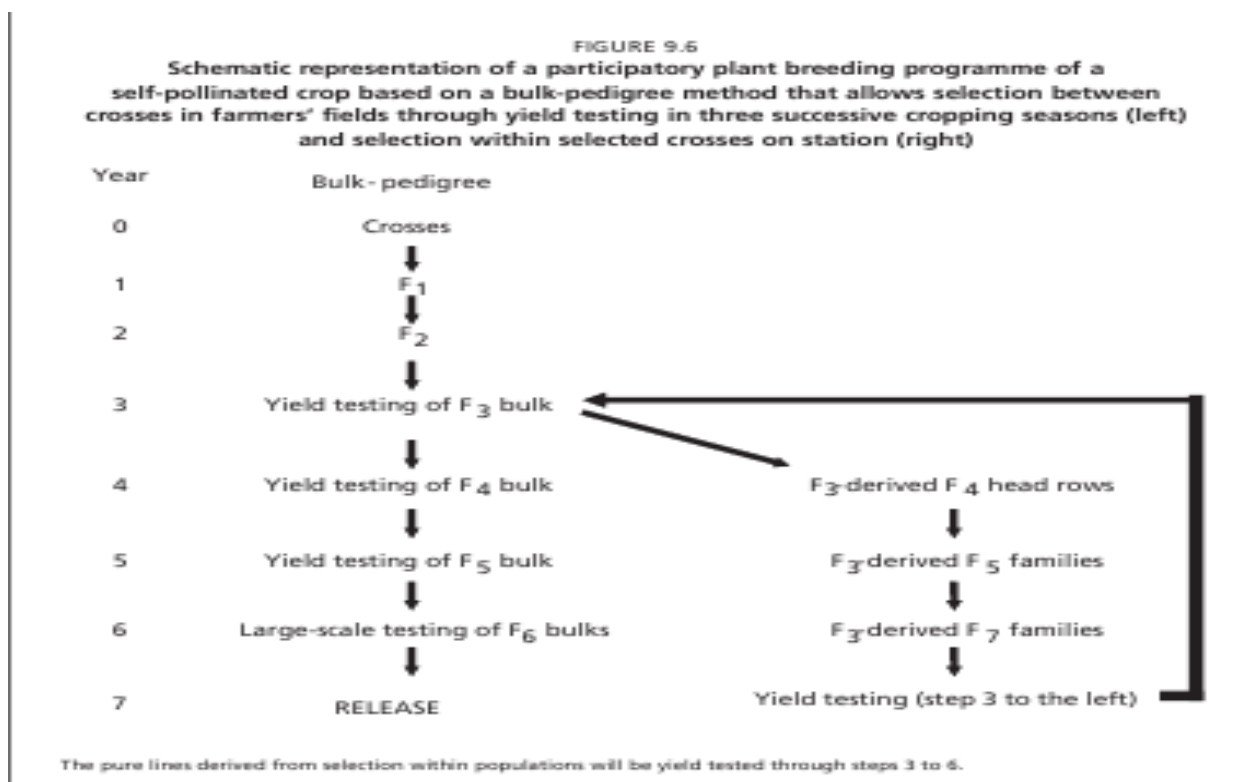 FIGURE 9.6
Schematic representation of a participatory plant breeding programme of a
self-pollinated crop based on a bulk-pedigree method that allows selection between
crosses in farmers' fields through yield testing in three successive cropping seasons (left)
and selection within selected crosses on station (right)
Year Bulk-pedigree
0 Crosses
1 F1
2 F2
3 Yield testing of F3 bulk
4 Yield testing of F4 bulk F3-derived F4 head rows
5 Yield testing of F5 bulk F3-derived F5 families
6 Large-scale testing of F6 bulks F3-derived F7 families
7 RELEASE Yield testing (step 3 to the left)
The pure lines derived from selection within populations will be yield tested through steps 3 to 6.